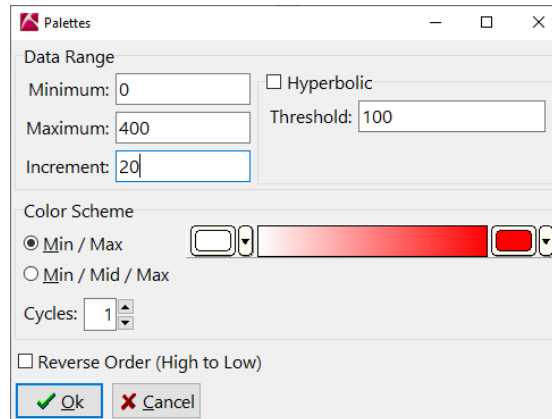 Palettes
Data Range
Minimum: 0
Maximum: 400
Increment: 20
Hyperbolic
Threshold: 100
Color Scheme
Min / Max
Min / Mid / Max
Cycles: 1
Reverse Order (High to Low)
Ok
Cancel